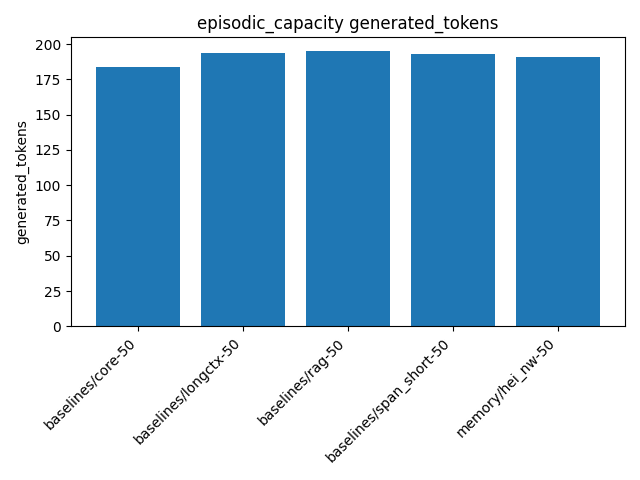 episodic_capacity generated_tokens
generated_tokens
200
175
150
125
100
75
50
25
0
baselines/core-50
baselines/longctx-50
baselines/rag-50
baselines/span_short-50
memory/hei_nw-50